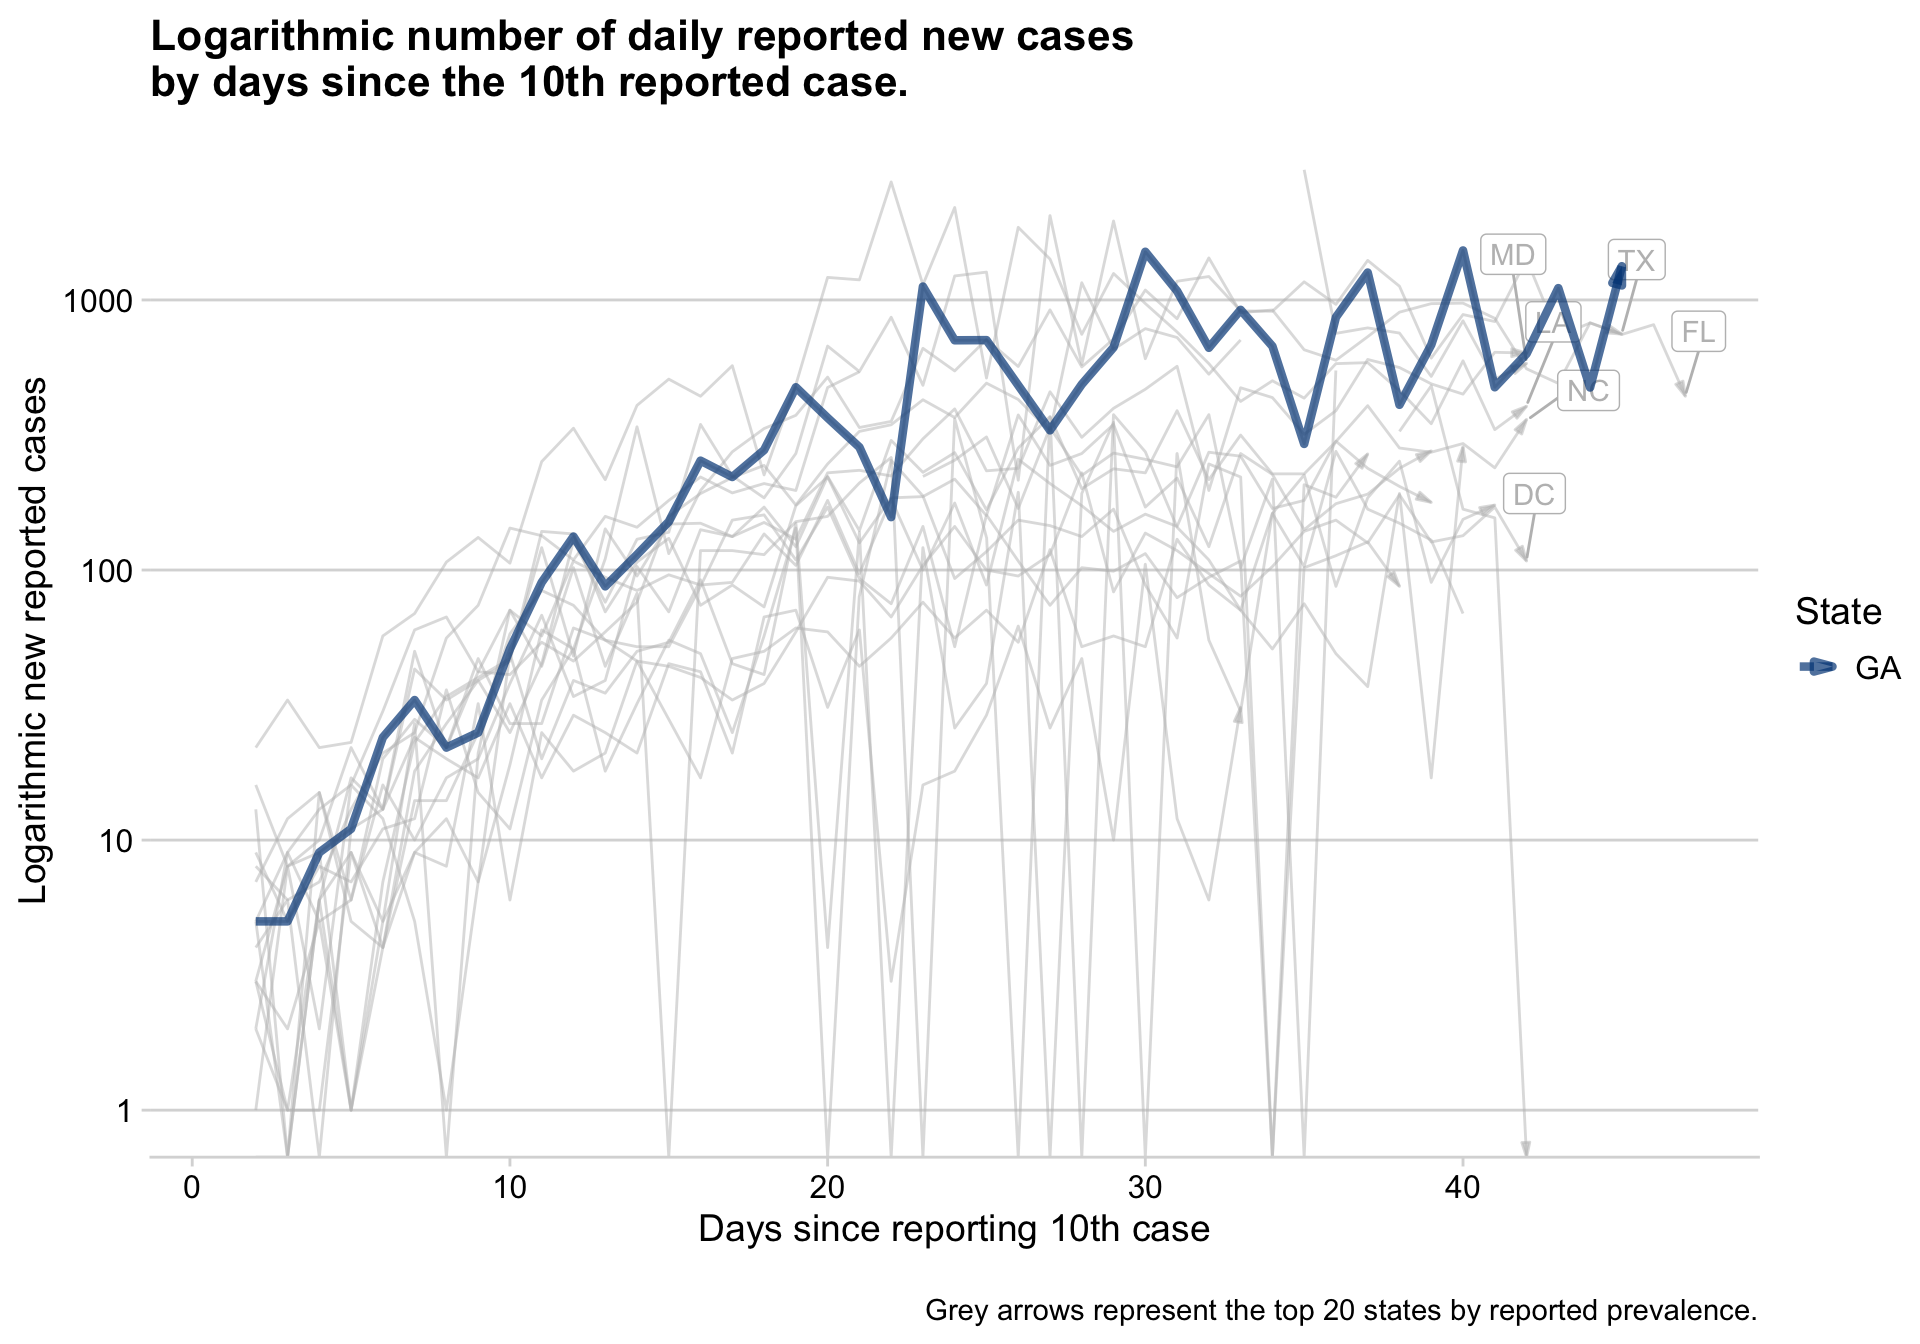 Logarithmic number of daily reported new cases
by days since the 10th reported case.
Logarithmic new reported cases
1000
100
10
1
MD
TX
LA
FL
NC
DC
State
GA
0
10
20
30
40
Days since reporting 10th case
Grey arrows represent the top 20 states by reported prevalence.